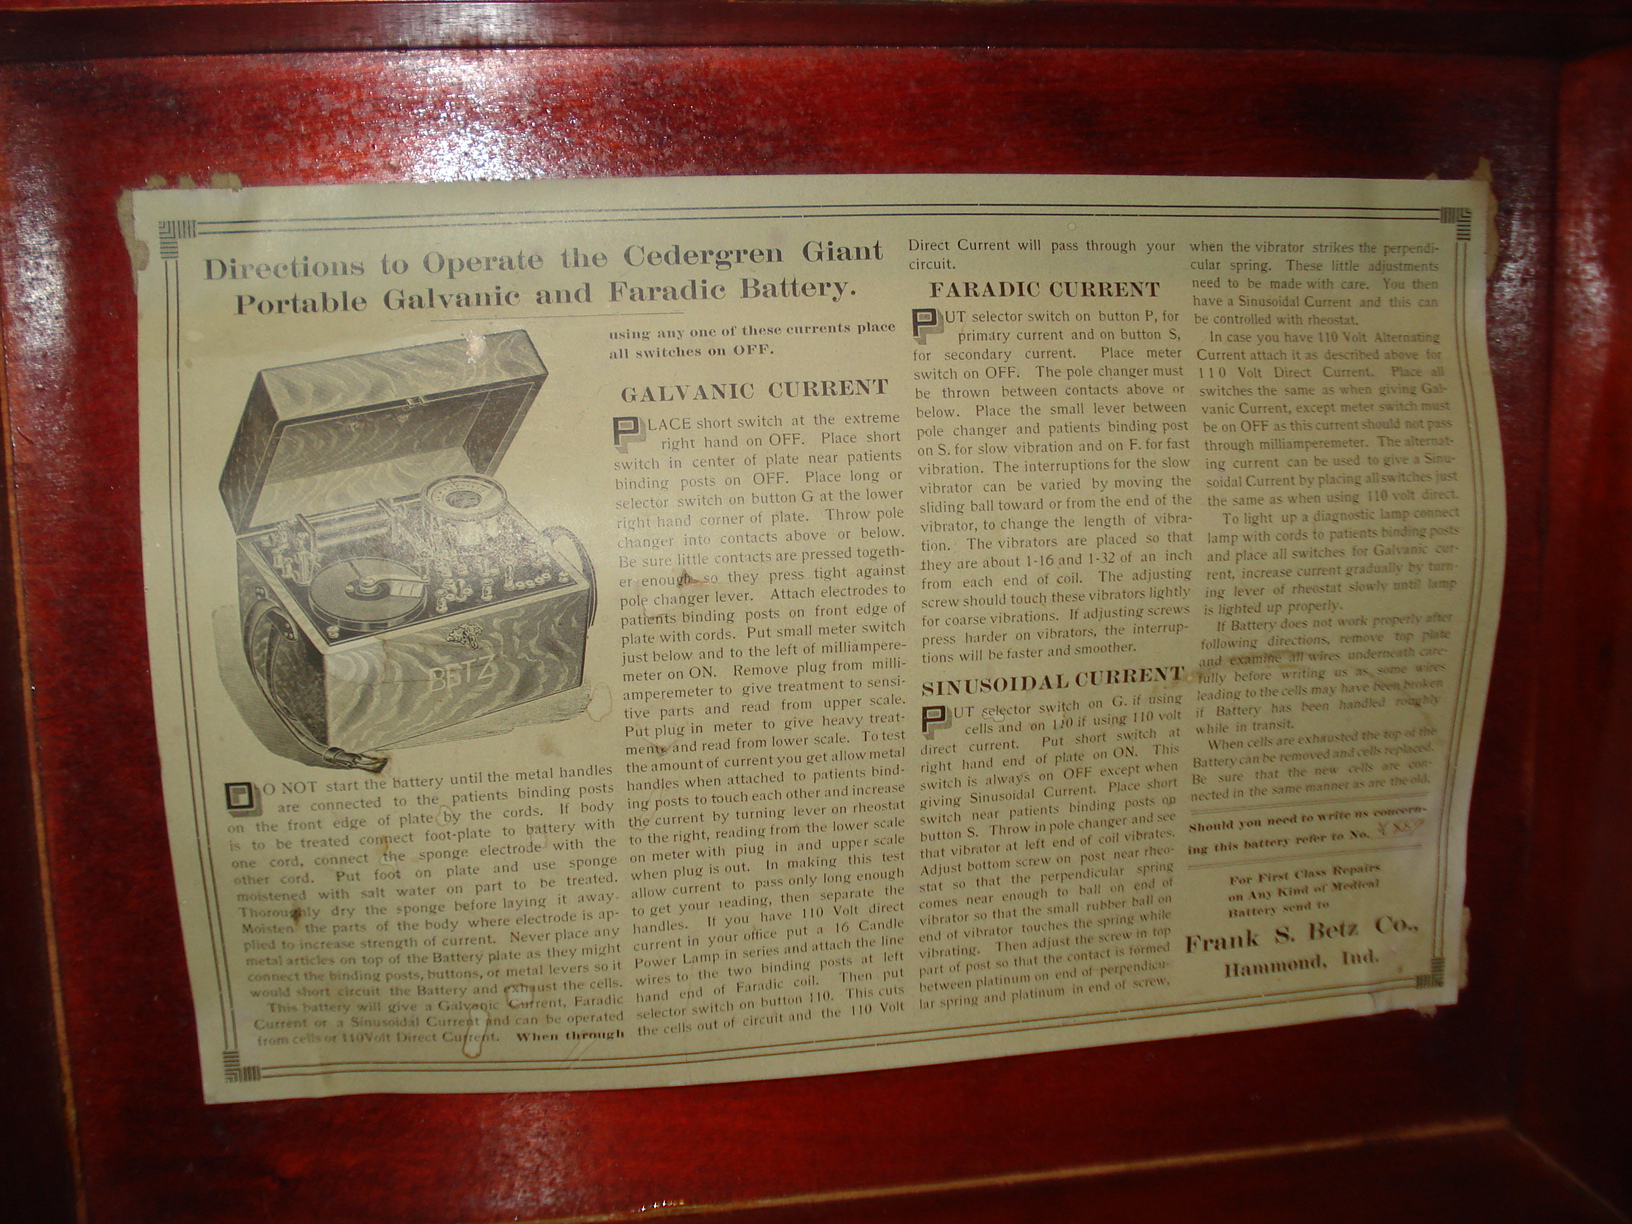 Directions to Operate the Cedergren Giant
Portable Galvanic and Faradic Battery.
BETZ
DO NOT start the battery until the metal handles
are connected to the patients binding posts
on the front edge of plate by the cords. If body
is to be treated connect foot-plate to battery with
one cord, connect the sponge electrode with the
other cord. Put foot on plate and use sponge
moistened with salt water on part to be treated.
Thoroughly dry the sponge before laying it away.
Moisten the parts of the body where electrode is ap-
plied to increase strength of current. Never place any
metal articles on top of the Battery plate as they might
connect the binding posts, buttons, or metal levers so it
would short circuit the Battery and exhaust the cells.
This battery will give a Galvanic Current, Faradic
Current or a Sinusoidal Current and can be operated
from cells or 110 Volt Direct Current. When through
using any one of these currents place
all switches on OFF.
GALVANIC CURRENT
PLACE short switch at the extreme
right hand on OFF. Place short
switch in center of plate near patients
binding posts on OFF. Place long or
selector switch on button G at the lower
right hand corner of plate. Throw pole
changer into contacts above or below.
Be sure little contacts are pressed togeth-
er enough so they press tight against
pole changer lever. Attach electrodes to
patients binding posts on front edge of
plate with cords. Put small meter switch
just below and to the left of milliampere-
meter on ON. Remove plug from milli-
amperemeter to give treatment to sensi-
tive parts and read from upper scale.
Put plug in meter to give heavy treat-
ments and read from lower scale. To test
the amount of current you get allow metal
handles when attached to patients bind-
ing posts to touch each other and increase
the current by turning lever on rheostat
to the right, reading from the lower scale
on meter with plug in and upper scale
when plug is out. In making this test
allow current to pass only long enough
to get your reading, then separate the
handles. If you have 110 Volt direct
current in your office put a 16 Candle
Power Lamp in series and attach the line
wires to the two binding posts at left
hand end of Faradic coil. Then put
selector switch on button 110. This cuts
the cells out of circuit and the 110 Volt
Direct Current will pass through your
circuit.
FARADIC CURRENT
PUT selector switch on button P, for
primary current and on button S,
for secondary current. Place meter
switch on OFF. The pole changer must
be thrown between contacts above or
below. Place the small lever between
pole changer and patients binding post
on S. for slow vibration and on F. for fast
vibration. The interruptions for the slow
vibrator can be varied by moving the
sliding ball toward or from the end of the
vibrator, to change the length of vibra-
tion. The vibrators are placed so that
they are about 1-16 and 1-32 of an inch
from each end of coil. The adjusting
screw should touch these vibrators lightly
for coarse vibrations. If adjusting screws
press harder on vibrators, the interrup-
tions will be faster and smoother.
SINUSOIDAL CURRENT
PUT selector switch on G. if using
cells and on 110 if using 110 volt
direct current. Put short switch at
right hand end of plate on ON. This
switch is always on OFF except when
giving Sinusoidal Current. Place short
switch near patients binding posts on
button S. Throw in pole changer and see
that vibrator at left end of coil vibrates.
Adjust bottom screw on post near rheo-
stat so that the perpendicular spring
comes near enough to ball on end of
vibrator so that the small rubber ball on
end of vibrator touches the spring while
vibrating. Then adjust the screw in top
part of post so that the contact is formed
between platinum on end of perpendicu-
lar spring and platinum in end of screw,
when the vibrator strikes the perpendi-
cular spring. These little adjustments
need to be made with care. You then
have a Sinusoidal Current and this can
be controlled with rheostat.
In case you have 110 Volt Alternating
Current attach it as described above for
110 Volt Direct Current. Place all
switches the same as when giving Gal-
vanic Current, except meter switch must
be on OFF as this current should not pass
through milliamperemeter. The alternat-
ing current can be used to give a Sinu-
soidal Current by placing all switches just
the same as when using 110 volt direct.
To light up a diagnostic lamp connect
lamp with cords to patients binding posts
and place all switches for Galvanic cur-
rent, increase current gradually by turn-
ing lever of rheostat slowly until lamp
is lighted up properly.
If Battery does not work properly after
following directions, remove top plate
and examine all wires underneath care-
fully before writing us as some wires
leading to the cells may have been broken
if Battery has been handled roughly
while in transit.
When cells are exhausted the top of the
Battery can be removed and cells replaced.
Be sure that the new cells are con-
nected in the same manner as are the old.
Should you need to write us concern-
ing this battery refer to No.
For First Class Repairs
on Any Kind of Medical
Battery send to
Frank S. Betz Co.,
Hammond, Ind.